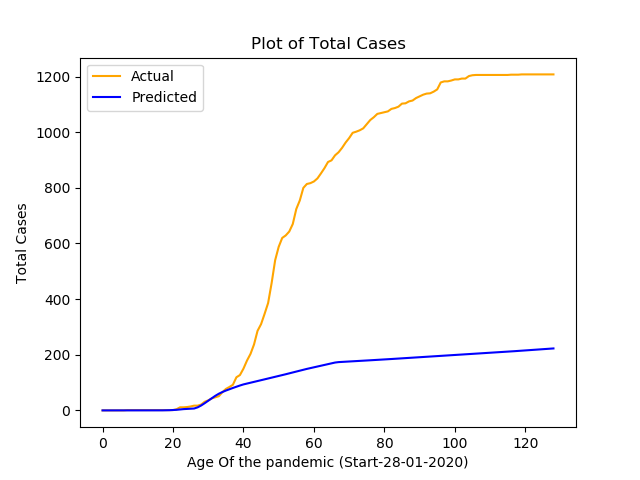 Plot of Total Cases
Actual
Predicted
1200
1000
800
600
400
200
0
Total Cases
0 20 40 60 80 100 120
Age Of the pandemic (Start-28-01-2020)